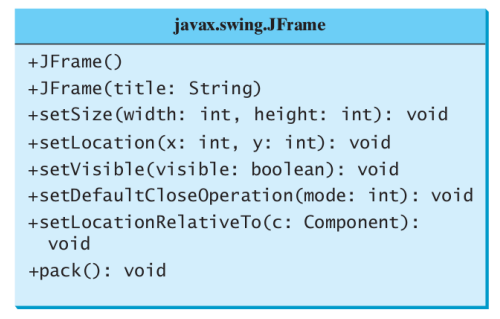 javax.swing.JFrame
+JFrame()
+JFrame(title: String)
+setSize(width: int, height: int): void
+setLocation(x: int, y: int): void
+setVisible(visible: boolean): void
+setDefaultCloseOperation(mode: int): void
+setLocationRelativeTo(c: Component):
void
+pack(): void